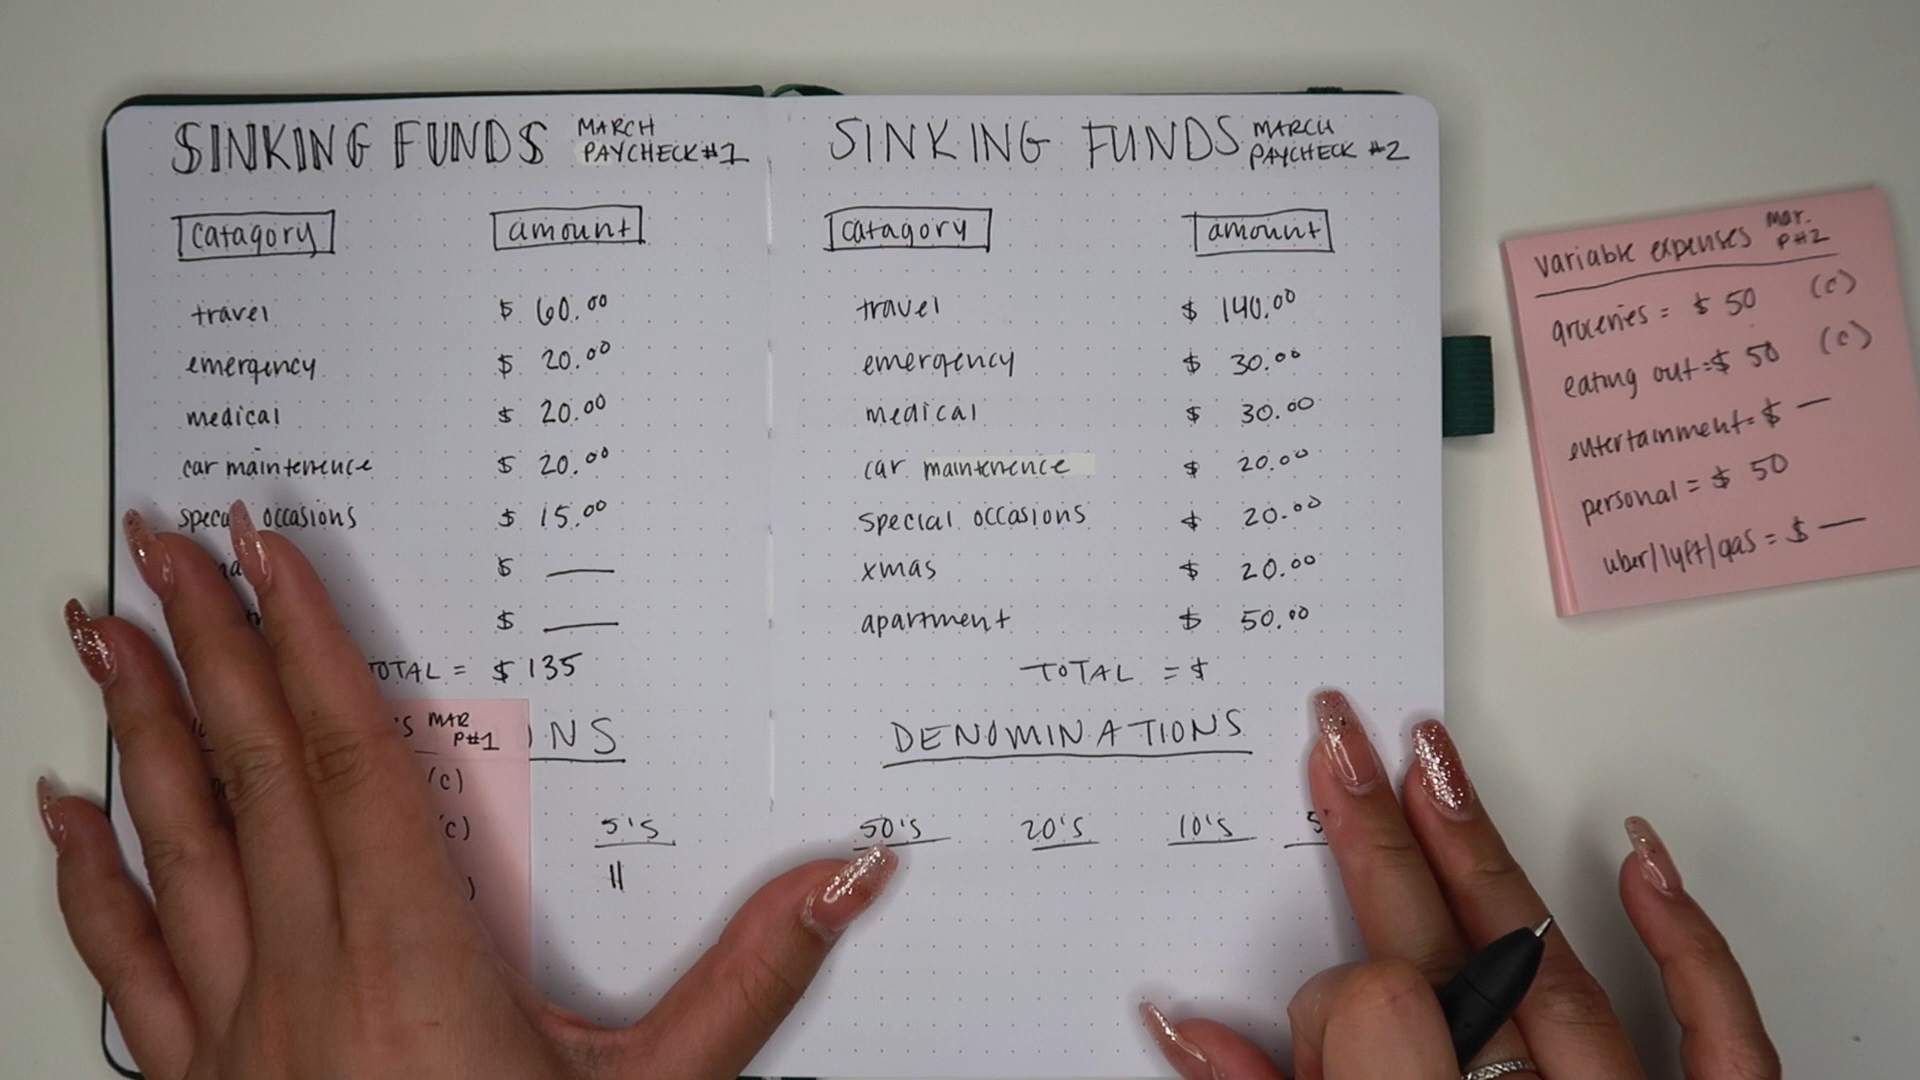 SINKING FUNDS MARCH PAYCHECK #1
catagory amount
travel $ 60.00
emergency $ 20.00
medical $ 20.00
car maintenence $ 20.00
special occasions $ 15.00
$ —
$ —
TOTAL = $ 135
'S MAR P#1
NS
(c)
(c)
)
5'S
||
SINKING FUNDS MARCH PAYCHECK #2
catagory amount
travel $ 140.00
emergency $ 30.00
medical $ 30.00
car maintenence $ 20.00
special occasions $ 20.00
xmas $ 20.00
apartment $ 50.00
TOTAL = $
DENOMINATIONS
50'S 20'S 10'S 5
variable expenses mar. P#2
groceries = $ 50 (c)
eating out = $ 50 (c)
entertainment = $ —
personal = $ 50
uber/lyft/gas = $ —